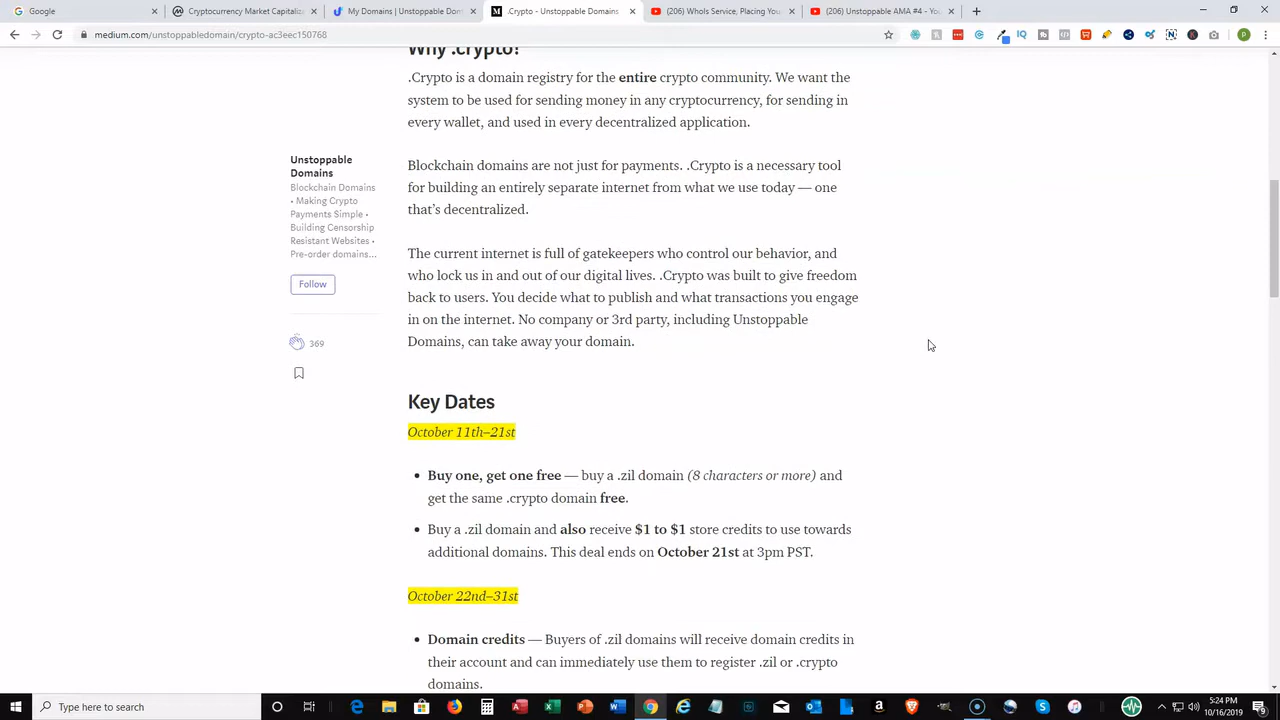 Google
Cryptocurrency Market Capitaliz
My Domains | Unstoppable Dom
.Crypto - Unstoppable Domains
(206) WhoIs Service, Placing You
(206) Unstoppable AMA #4 -
medium.com/unstoppabledomain/crypto-ac3eec150768
Why .crypto?
.Crypto is a domain registry for the entire crypto community. We want the
system to be used for sending money in any cryptocurrency, for sending in
every wallet, and used in every decentralized application.
Unstoppable
Domains
Blockchain Domains
• Making Crypto
Payments Simple •
Building Censorship
Resistant Websites •
Pre-order domains...
Follow
369
Blockchain domains are not just for payments. .Crypto is a necessary tool
for building an entirely separate internet from what we use today — one
that's decentralized.
The current internet is full of gatekeepers who control our behavior, and
who lock us in and out of our digital lives. .Crypto was built to give freedom
back to users. You decide what to publish and what transactions you engage
in on the internet. No company or 3rd party, including Unstoppable
Domains, can take away your domain.
Key Dates
October 11th–21st
• Buy one, get one free — buy a .zil domain (8 characters or more) and
get the same .crypto domain free.
• Buy a .zil domain and also receive $1 to $1 store credits to use towards
additional domains. This deal ends on October 21st at 3pm PST.
October 22nd–31st
• Domain credits — Buyers of .zil domains will receive domain credits in
their account and can immediately use them to register .zil or .crypto
domains.
Type here to search
5:24 PM
10/16/2019